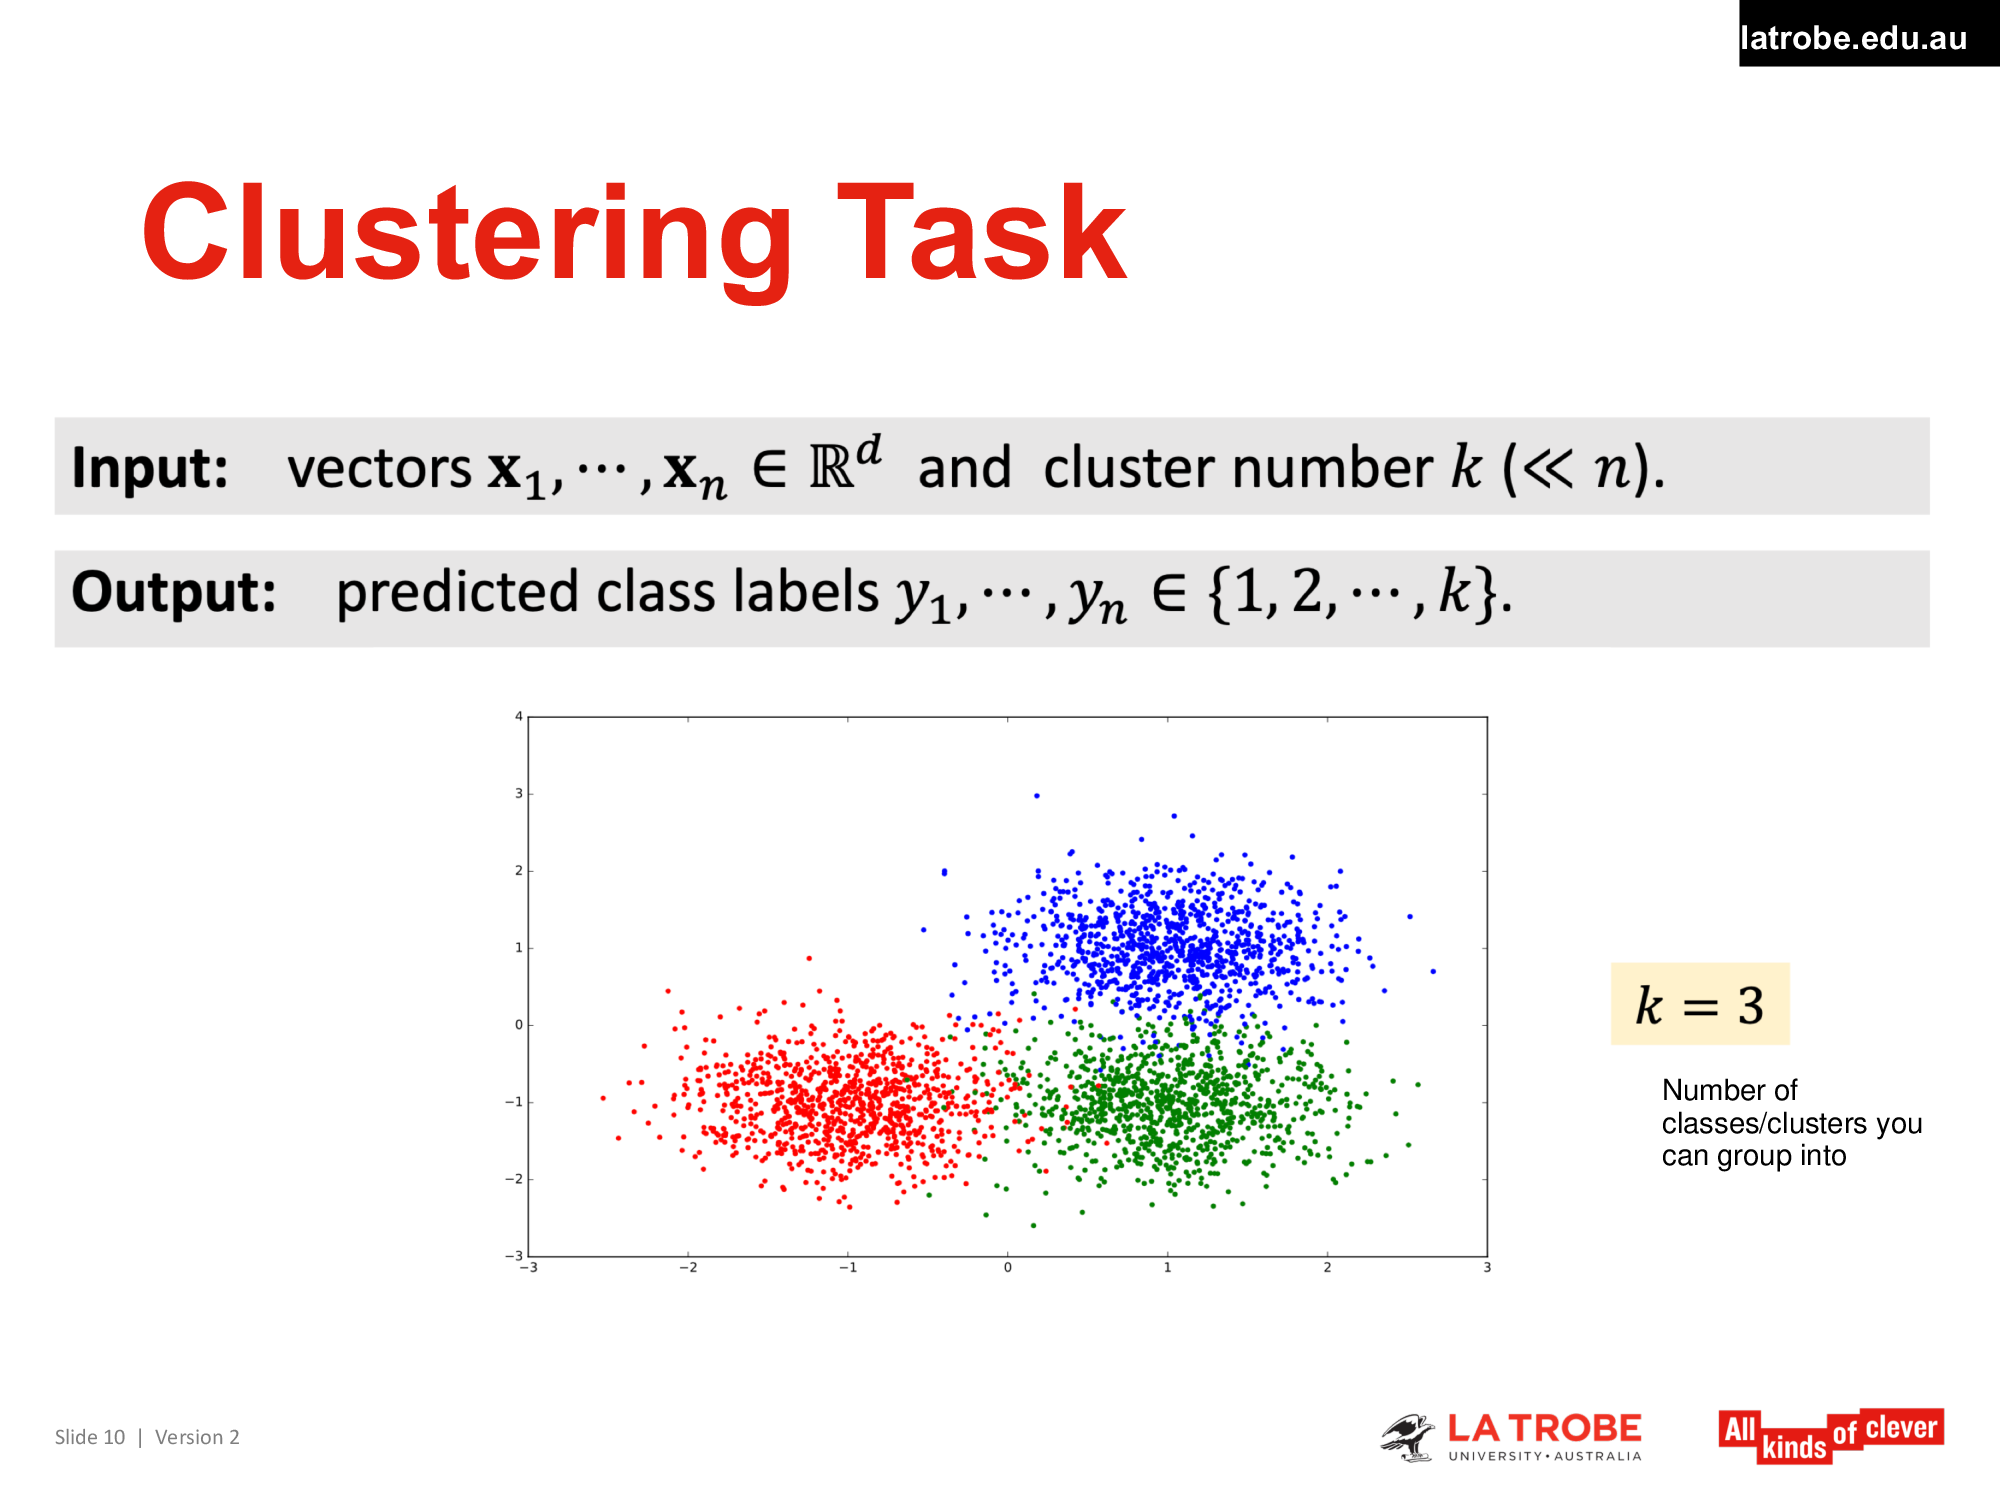 latrobe.edu.au
Clustering Task
Input: vectors 𝐱₁, ⋯ , 𝐱ₙ ∈ ℝᵈ and cluster number 𝑘 (≪ 𝑛).
Output: predicted class labels 𝑦₁, ⋯ , 𝑦ₙ ∈ {1, 2, ⋯ , 𝑘}.
4
3
2
1
0
−1
−2
−3
−3 −2 −1 0 1 2 3
𝑘 = 3
Number of
classes/clusters you
can group into
Slide 10 | Version 2
LA TROBE
UNIVERSITY • AUSTRALIA
All kinds of clever